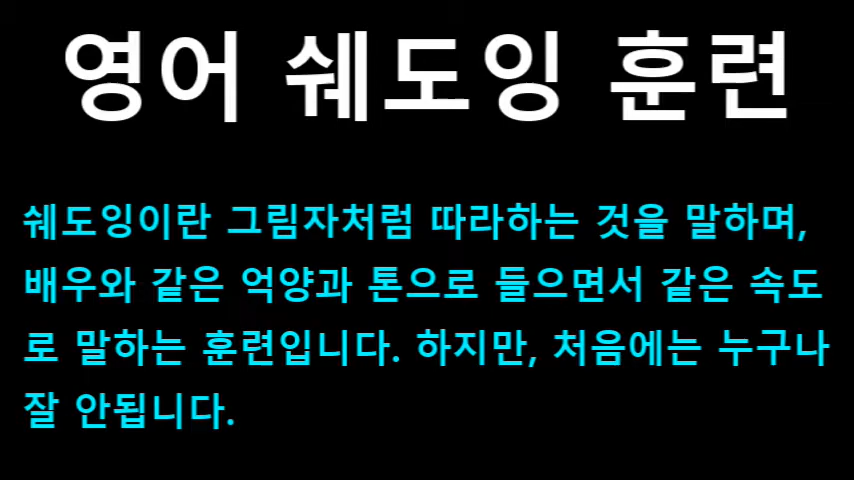 영어 쉐도잉 훈련
쉐도잉이란 그림자처럼 따라하는 것을 말하며,
배우와 같은 억양과 톤으로 들으면서 같은 속도
로 말하는 훈련입니다. 하지만, 처음에는 누구나
잘 안됩니다.